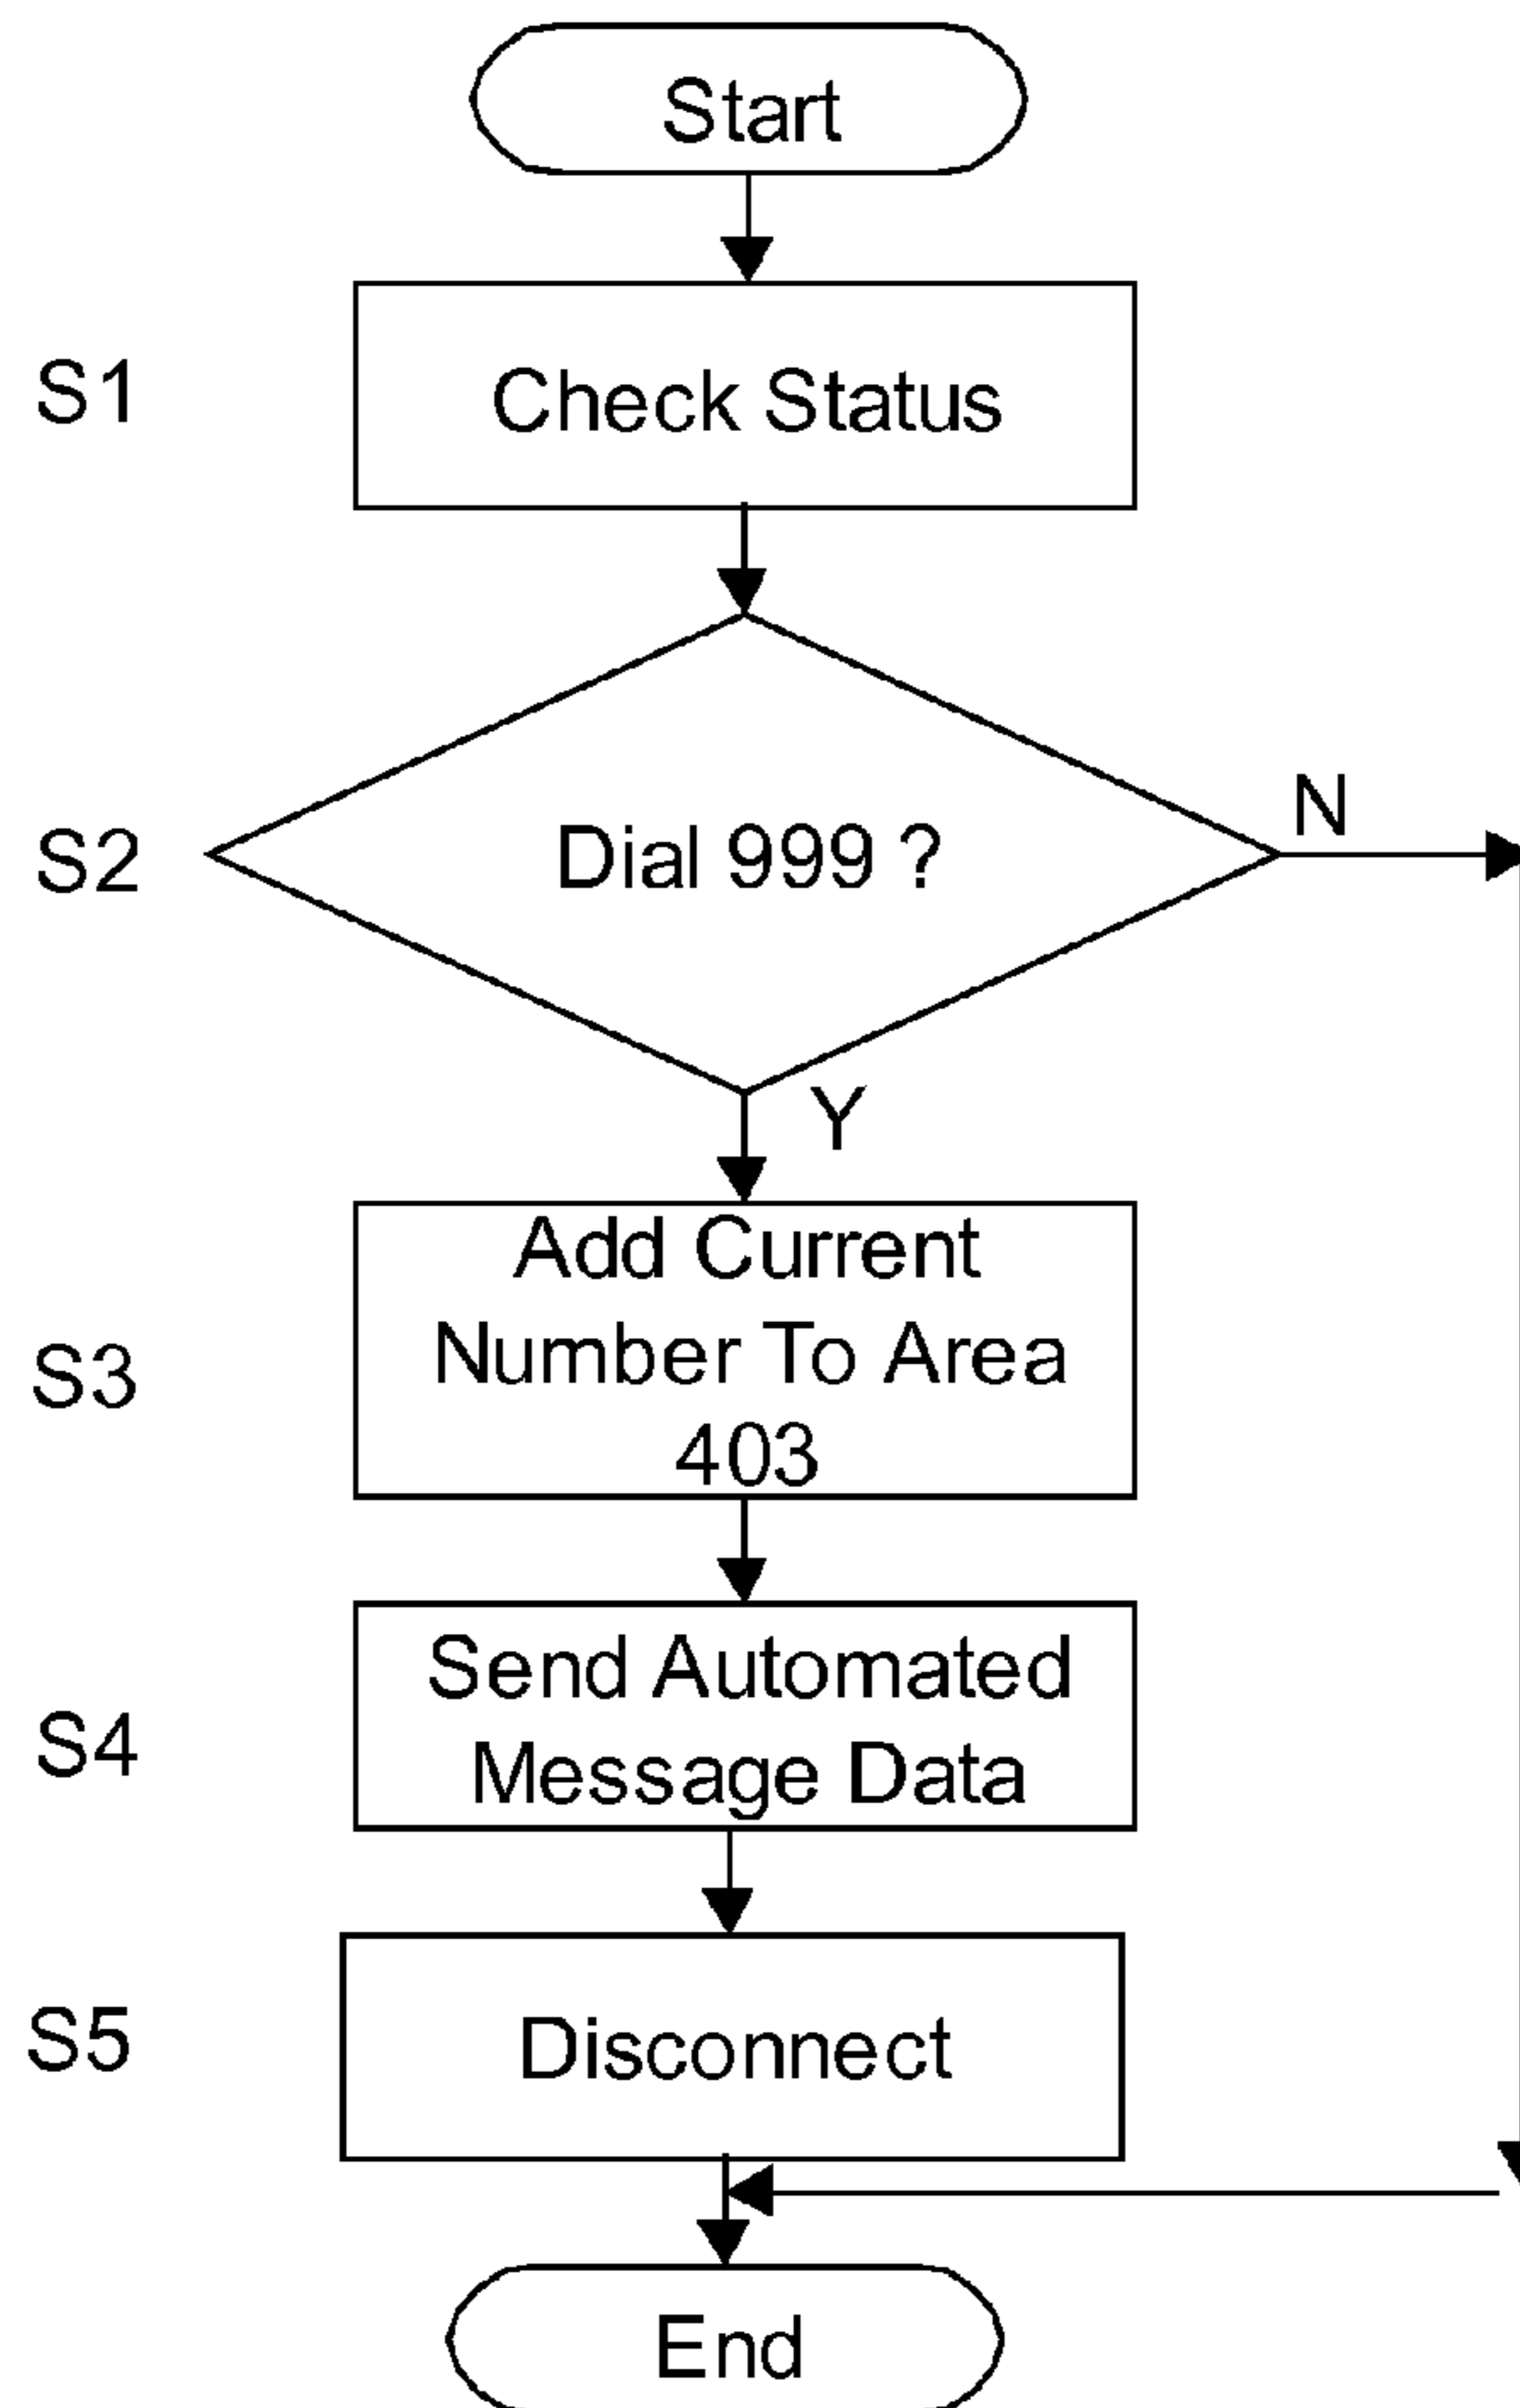 Start
S1
Check Status
S2
Dial 999 ?
N
Y
S3
Add Current
Number To Area
403
S4
Send Automated
Message Data
S5
Disconnect
End